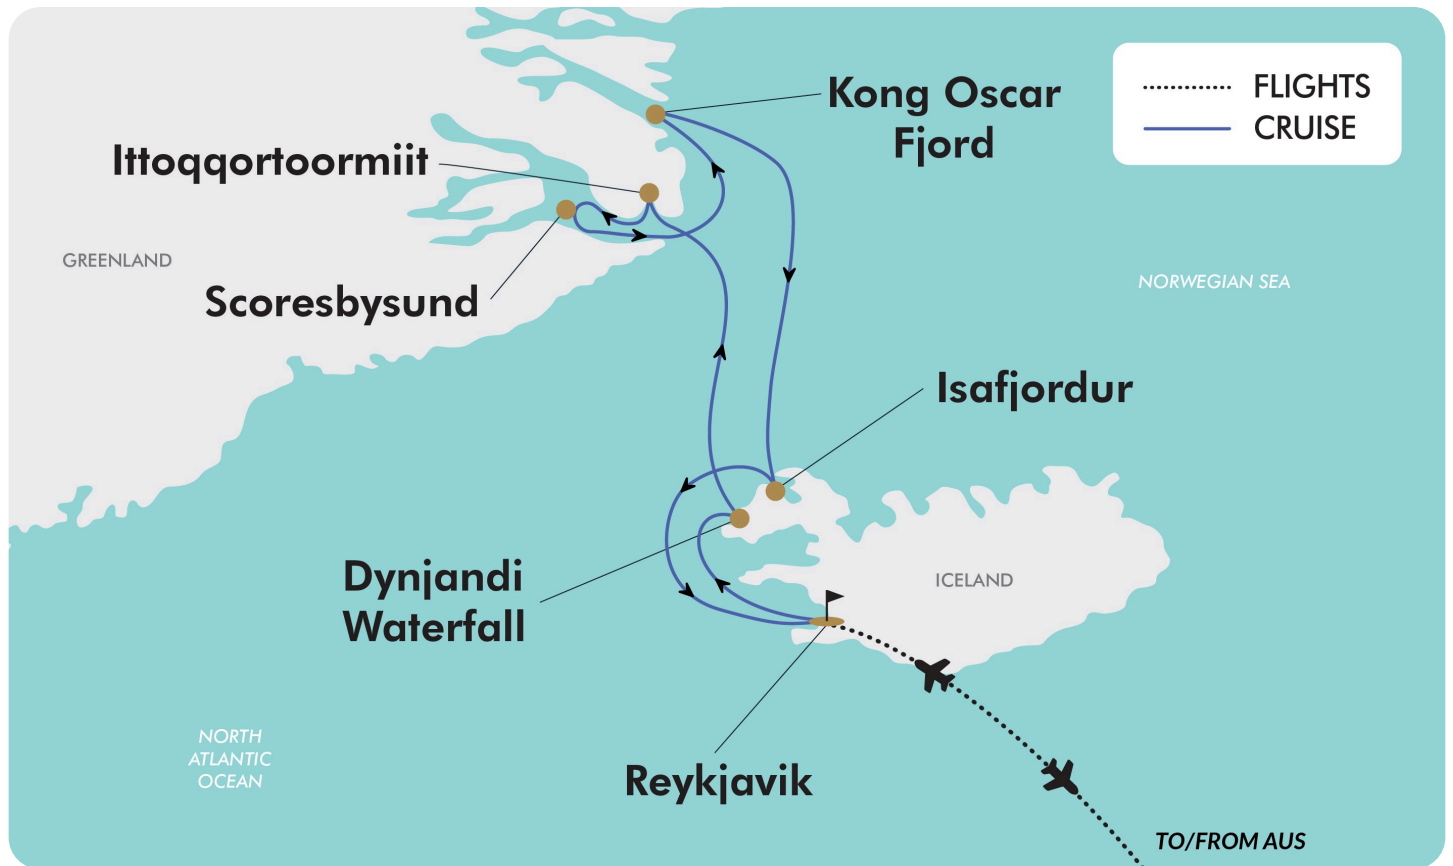 Kong Oscar
Fjord
FLIGHTS
CRUISE
Ittoqqortoormiit
GREENLAND
Scoresbysund
NORWEGIAN SEA
Isafjordur
Dynjandi
Waterfall
ICELAND
NORTH
ATLANTIC
OCEAN
Reykjavik
TO/FROM AUS